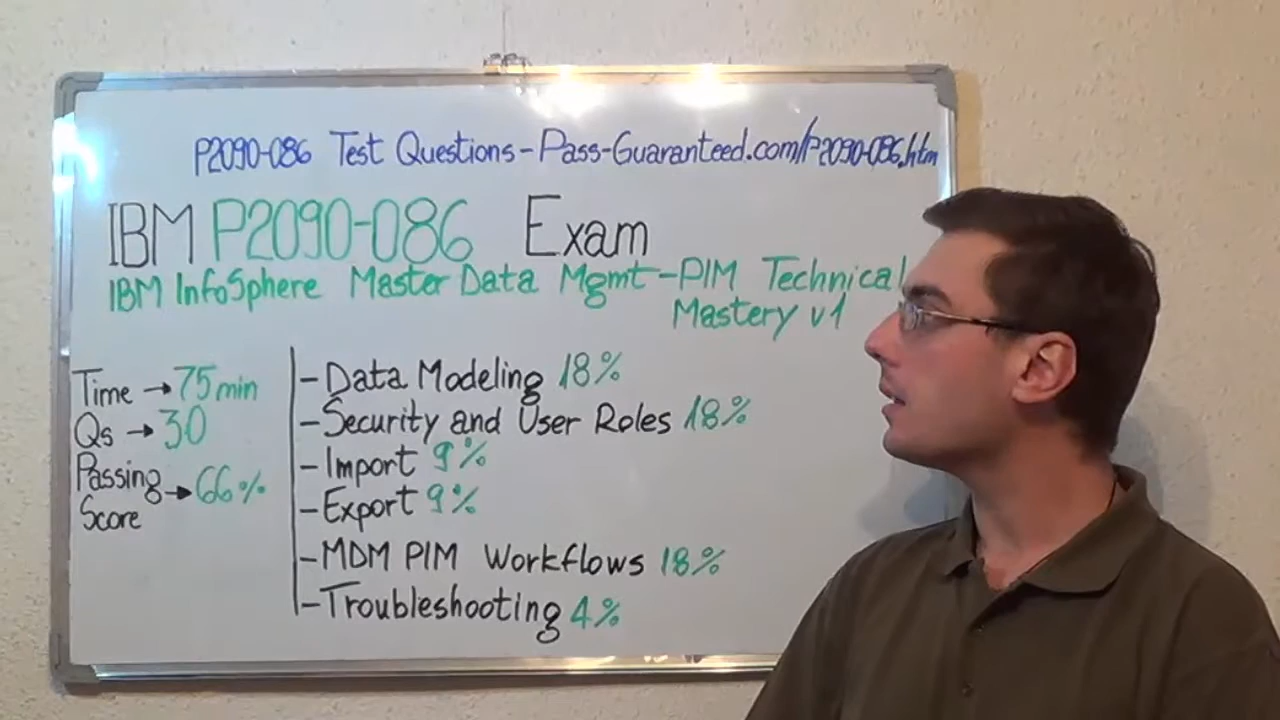 P2090-086 Test Questions - Pass-Guaranteed.com/P2090-086.htm
IBM P2090-086 Exam
IBM InfoSphere Master Data Mgmt-PIM Technical
Mastery v1
Time → 75 min
Qs → 30
Passing → 66%
Score
- Data Modeling 18%
- Security and User Roles 18%
- Import 9%
- Export 9%
- MDM PIM Workflows 18%
- Troubleshooting 4%